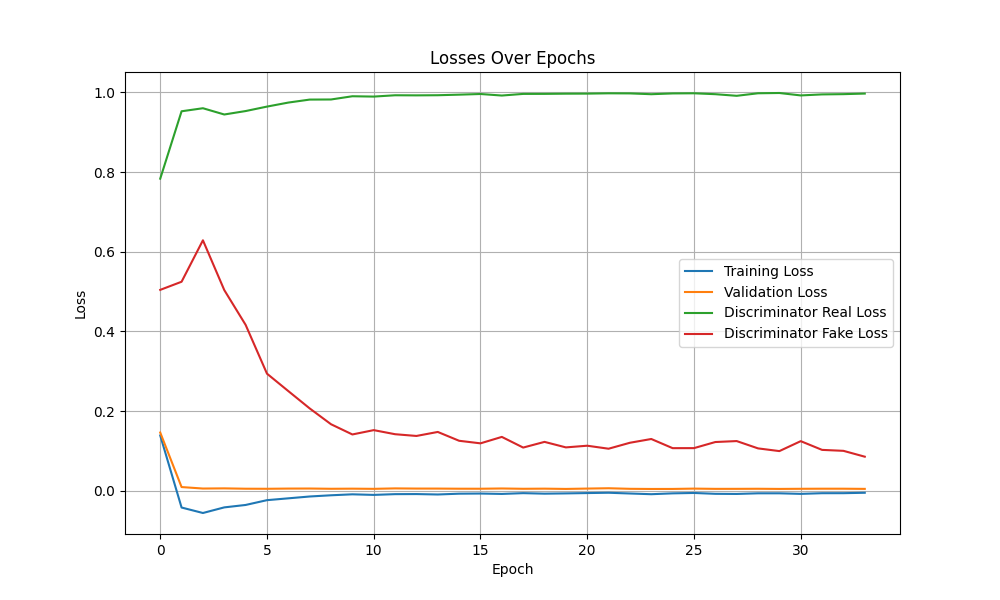 Losses Over Epochs
Loss
1.0
0.8
0.6
0.4
0.2
0.0
Training Loss
Validation Loss
Discriminator Real Loss
Discriminator Fake Loss
0 5 10 15 20 25 30
Epoch